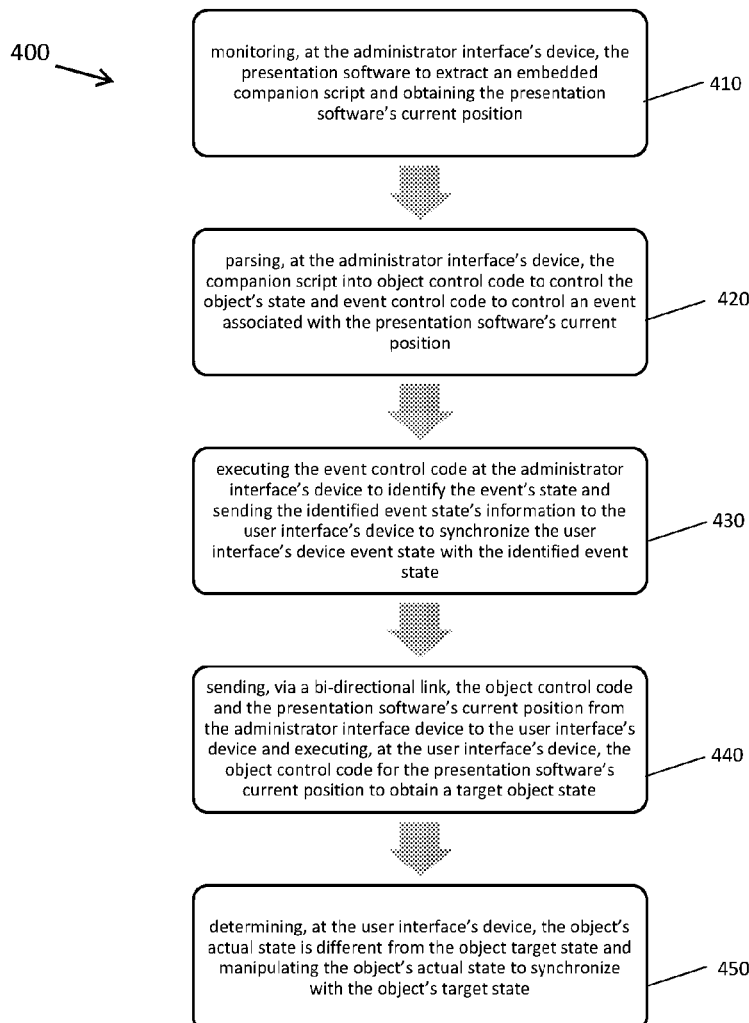 400
monitoring, at the administrator interface's device, the
presentation software to extract an embedded
companion script and obtaining the presentation
software's current position
410
parsing, at the administrator interface's device, the
companion script into object control code to control the
object's state and event control code to control an event
associated with the presentation software's current
position
420
executing the event control code at the administrator
interface's device to identify the event's state and
sending the identified event state's information to the
user interface's device to synchronize the user
interface's device event state with the identified event
state
430
sending, via a bi-directional link, the object control code
and the presentation software's current position from
the administrator interface device to the user interface's
device and executing, at the user interface's device, the
object control code for the presentation software's
current position to obtain a target object state
440
determining, at the user interface's device, the object's
actual state is different from the object target state and
manipulating the object's actual state to synchronize
with the object's target state
450